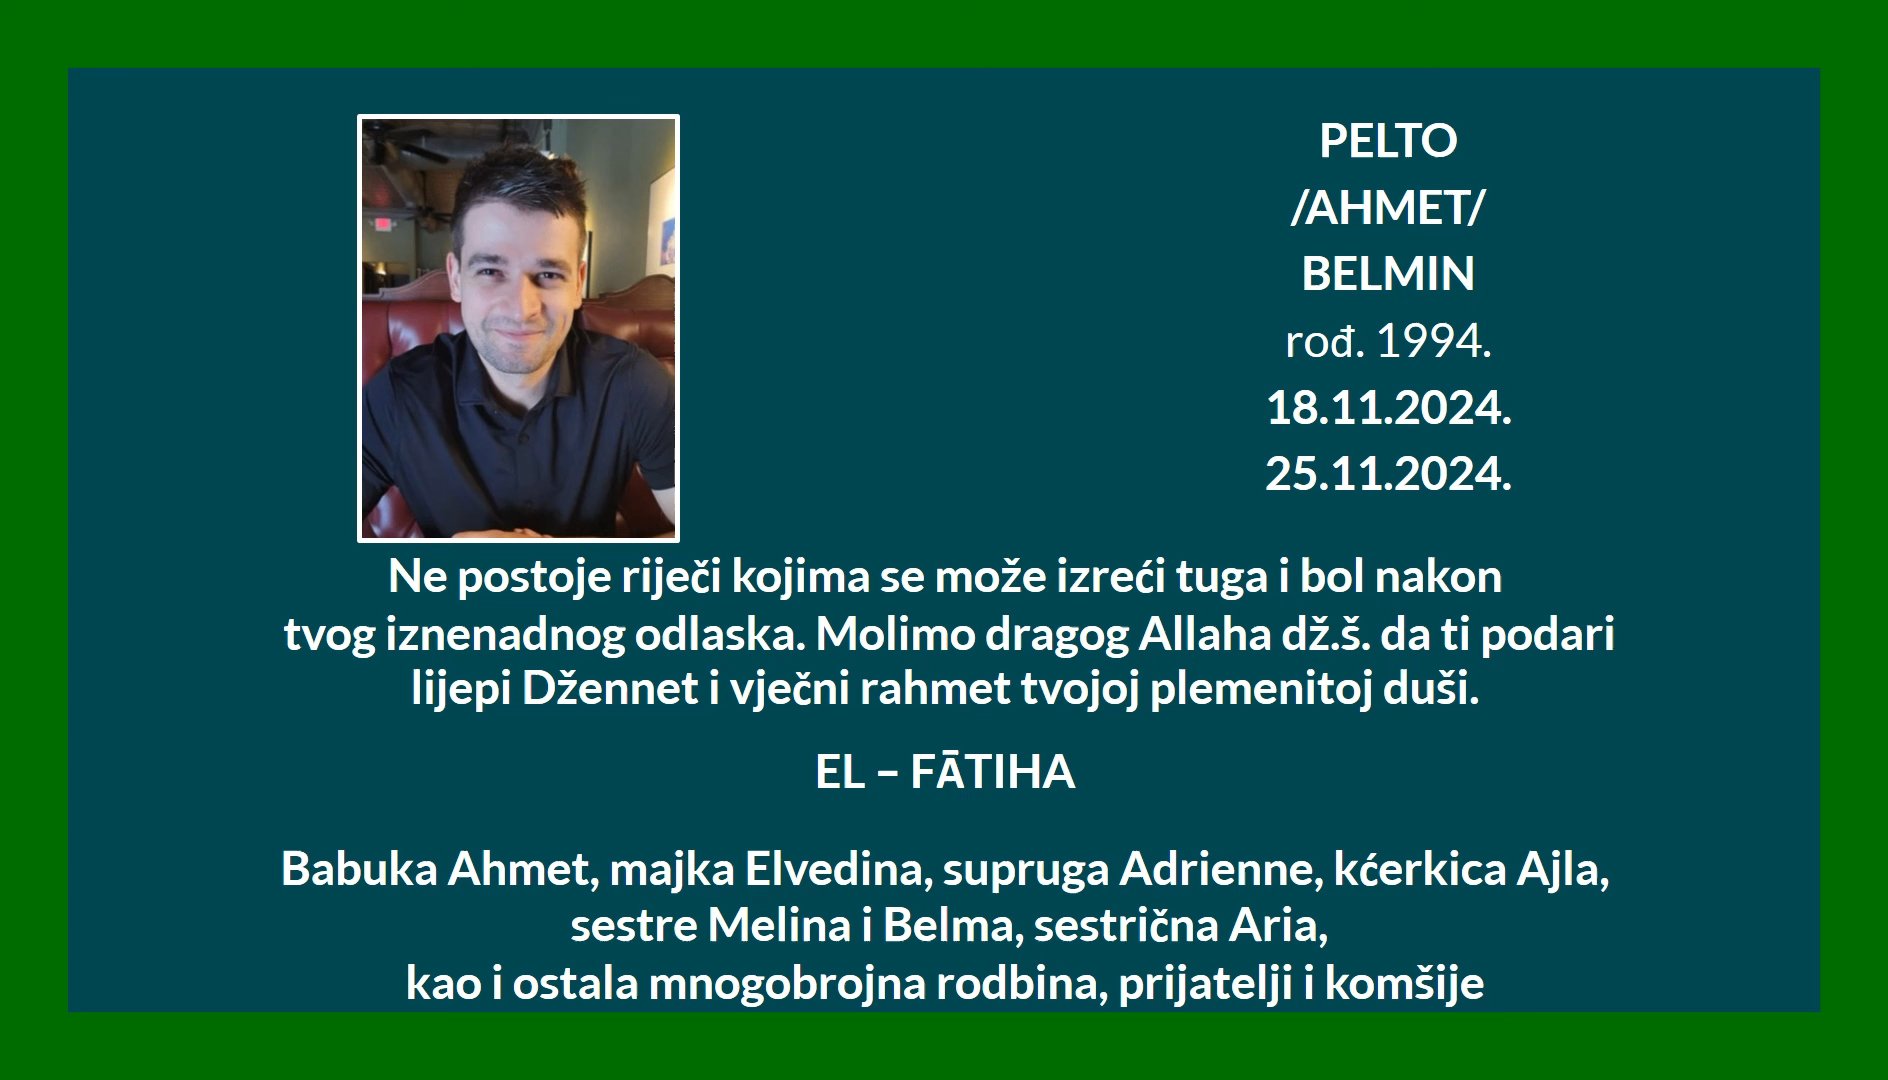 PELTO
/AHMET/
BELMIN
rođ. 1994.
18.11.2024.
25.11.2024.
Ne postoje riječi kojima se može izreći tuga i bol nakon
tvog iznenadnog odlaska. Molimo dragog Allaha dž.š. da ti podari
lijepi Džennet i vječni rahmet tvojoj plemenitoj duši.
EL – FĀTIHA
Babuka Ahmet, majka Elvedina, supruga Adrienne, kćerkica Ajla,
sestre Melina i Belma, sestrična Aria,
kao i ostala mnogobrojna rodbina, prijatelji i komšije